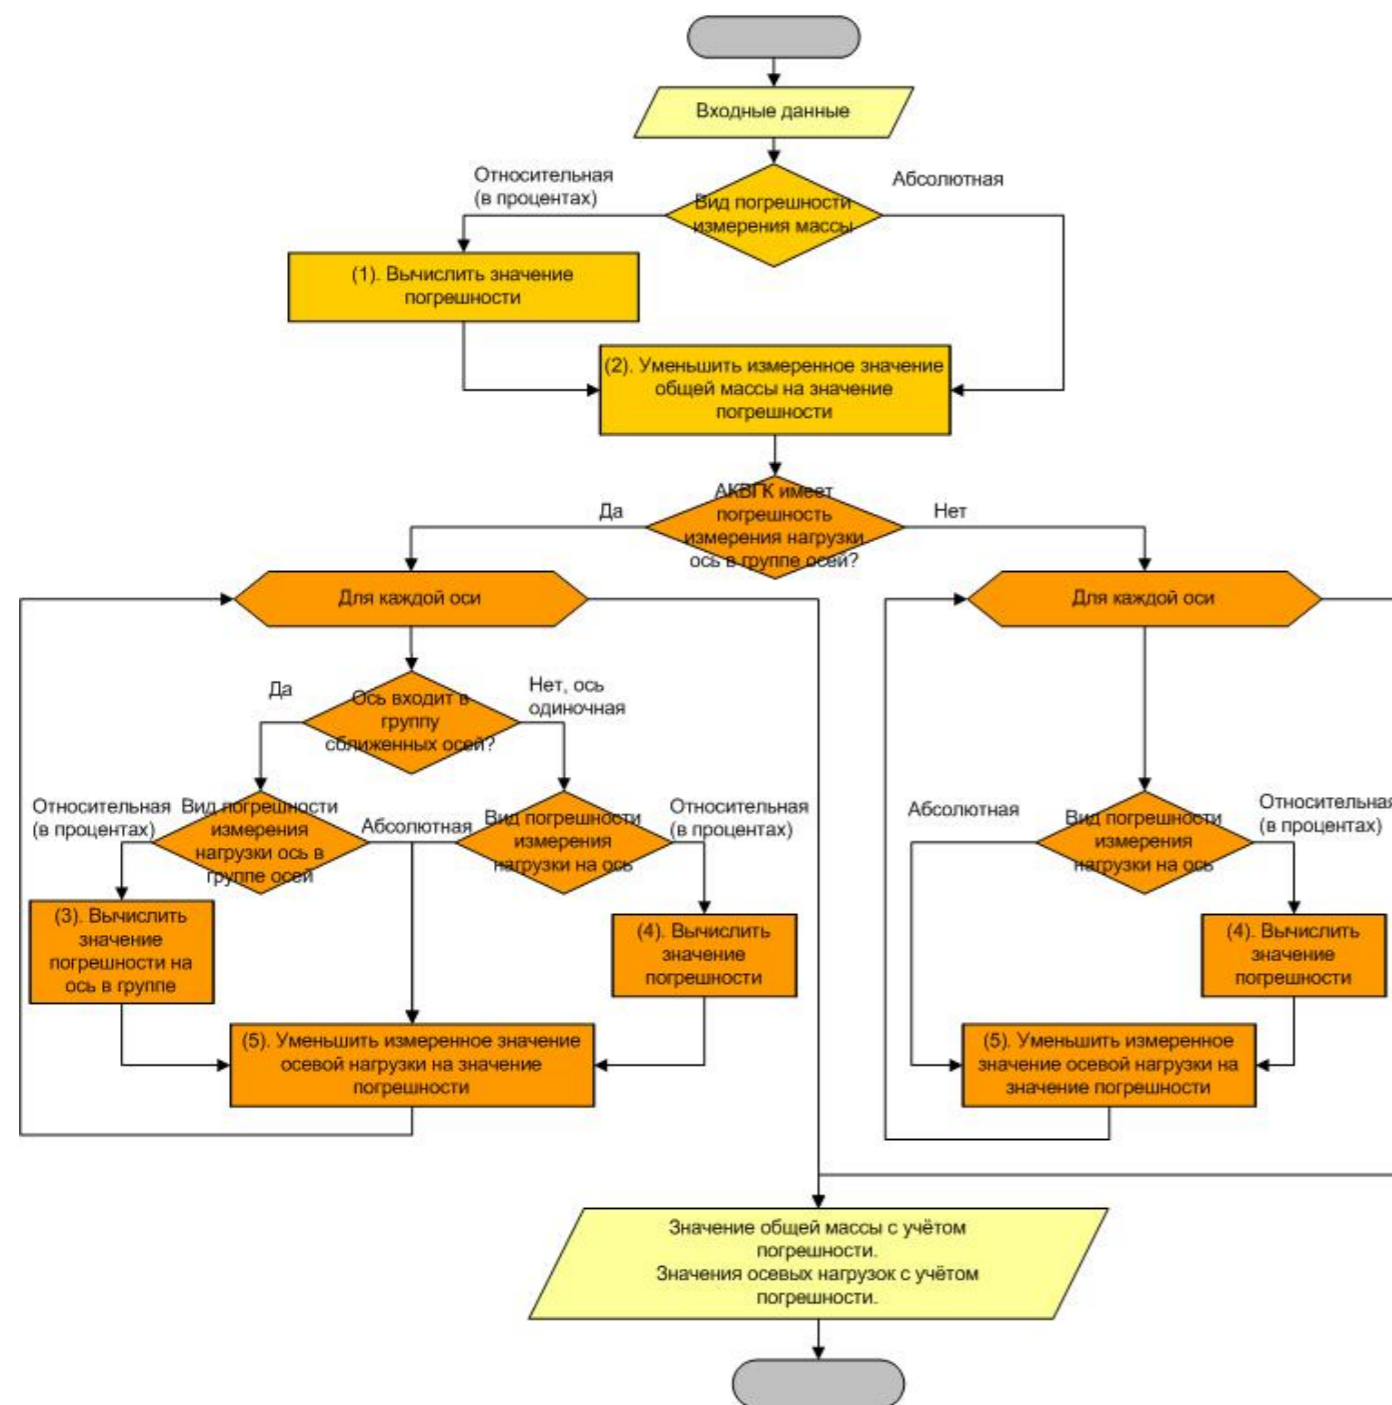 Входные данные
Относительная
(в процентах)
Абсолютная
Вид погрешности
измерения массы
(1). Вычислить значение
погрешности
(2). Уменьшить измеренное значение
общей массы на значение
погрешности
АКВГК имеет
погрешность
измерения нагрузки
ось в группе осей?
Да
Нет
Для каждой оси
Для каждой оси
Да
Ось входит в
группу
сближенных осей?
Нет, ось
одиночная
Относительная
(в процентах)
Вид погрешности
измерения
нагрузки ось в
группе осей
Абсолютная
Вид погрешности
измерения
нагрузки на ось
Относительная
(в процентах)
Абсолютная
Вид погрешности
измерения
нагрузки на ось
Относительная
(в процентах)
(3). Вычислить
значение
погрешности на
ось в группе
(4). Вычислить
значение
погрешности
(4). Вычислить
значение
погрешности
(5). Уменьшить измеренное значение
осевой нагрузки на значение
погрешности
(5). Уменьшить измеренное
значение осевой нагрузки на
значение погрешности
Значение общей массы с учётом
погрешности.
Значения осевых нагрузок с учётом
погрешности.